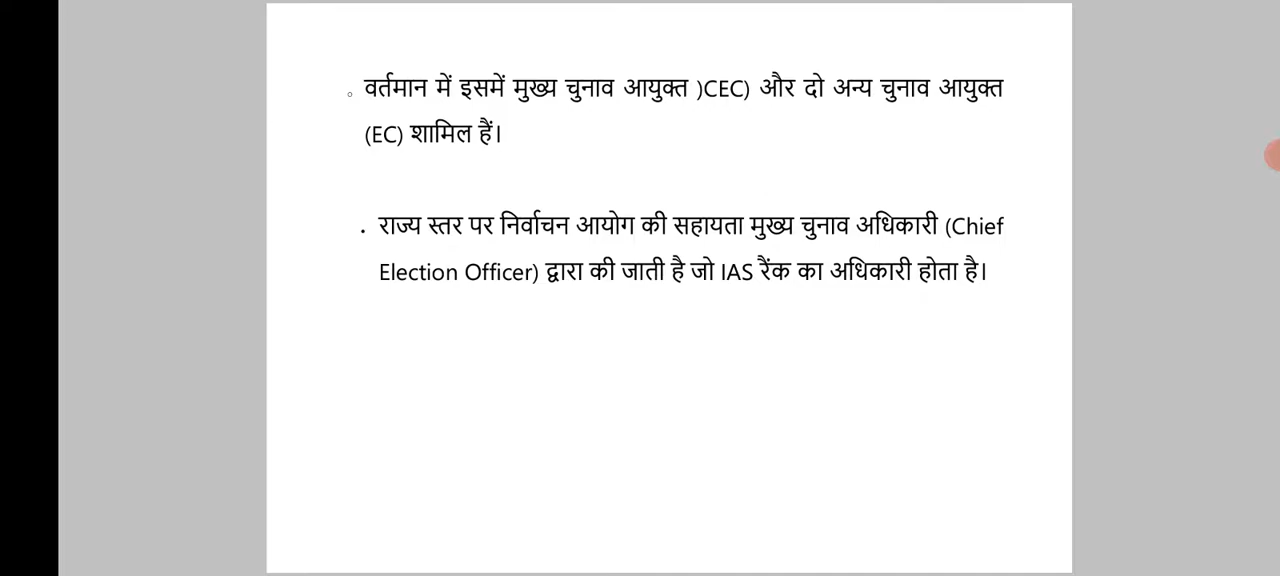 ○ वर्तमान में इसमें मुख्य चुनाव आयुक्त )CEC) और दो अन्य चुनाव आयुक्त
(EC) शामिल हैं।
• राज्य स्तर पर निर्वाचन आयोग की सहायता मुख्य चुनाव अधिकारी (Chief
Election Officer) द्वारा की जाती है जो IAS रैंक का अधिकारी होता है।